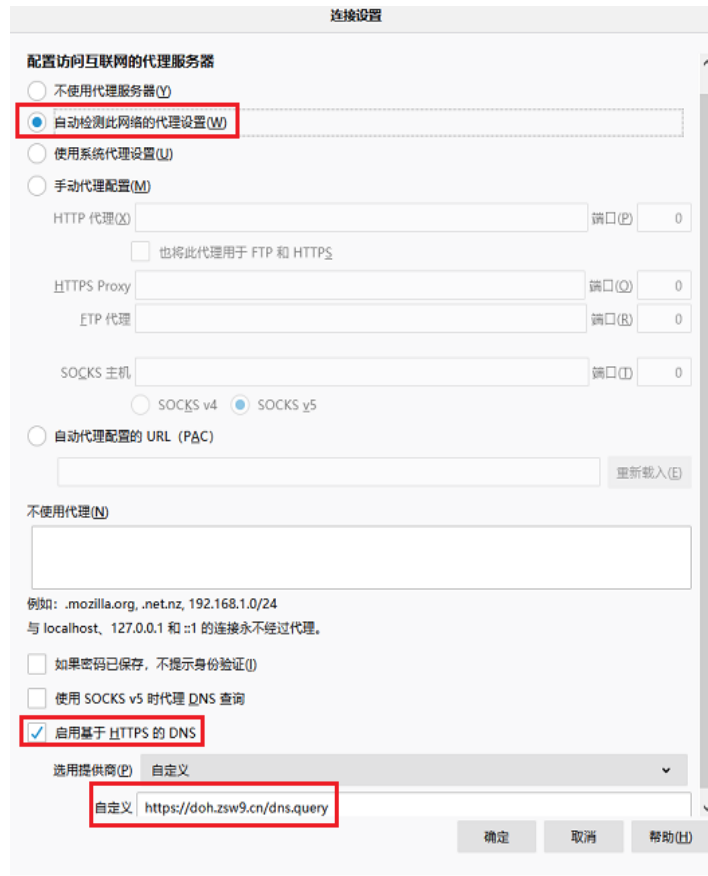 连接设置
配置访问互联网的代理服务器
不使用代理服务器(Y)
自动检测此网络的代理设置(W)
使用系统代理设置(U)
手动代理配置(M)
HTTP 代理(X) 端口(P) 0
也将此代理用于 FTP 和 HTTPS
HTTPS Proxy 端口(O) 0
FTP 代理 端口(R) 0
SOCKS 主机 端口(T) 0
SOCKS v4 SOCKS v5
自动代理配置的 URL（PAC）
重新载入(E)
不使用代理(N)
例如：.mozilla.org, .net.nz, 192.168.1.0/24
与 localhost、127.0.0.1 和 ::1 的连接永不经过代理。
如果密码已保存，不提示身份验证(I)
使用 SOCKS v5 时代理 DNS 查询
启用基于 HTTPS 的 DNS
选用提供商(P) 自定义
自定义 https://doh.zsw9.cn/dns.query
确定 取消 帮助(H)